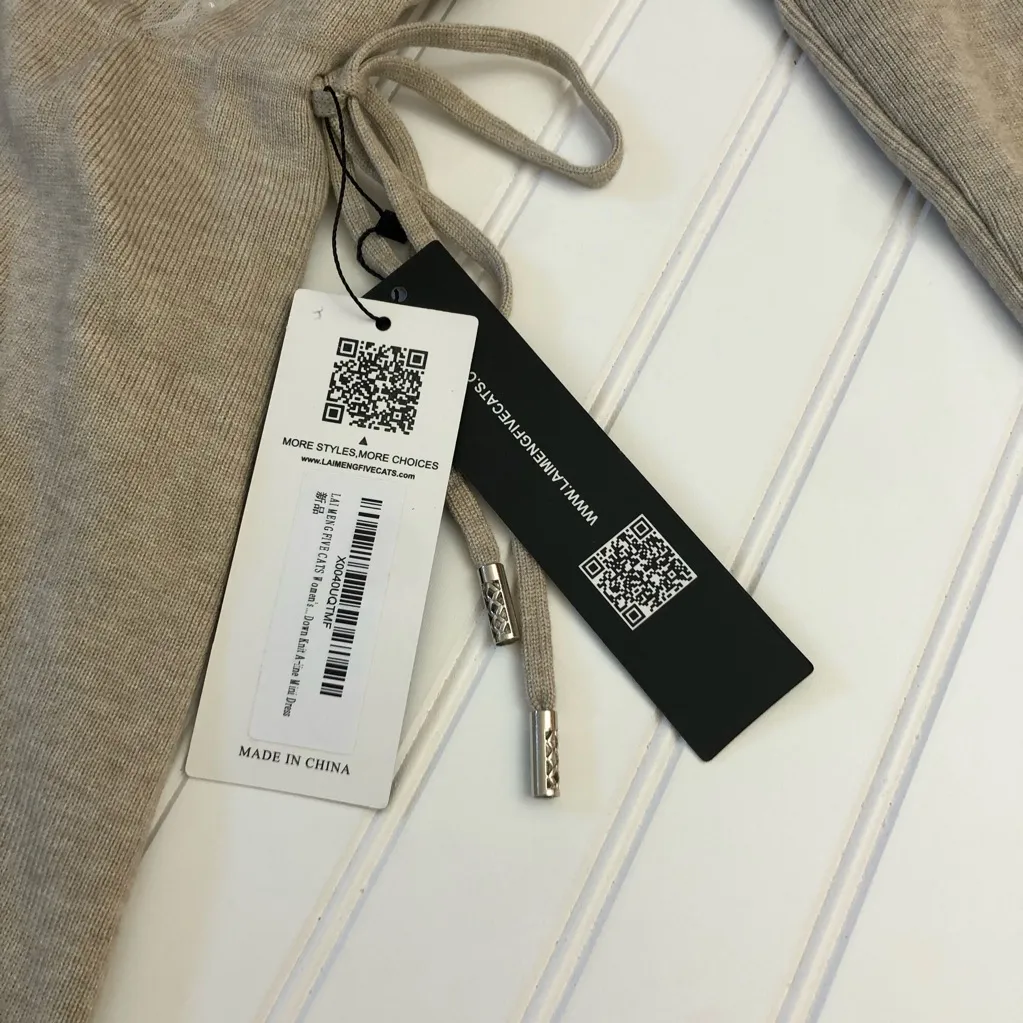 MORE STYLES,MORE CHOICES
www.LAIMENGFIVECATS.com
X0040UQTMF
LAI MENG FIVE CATS Women's...Down Knit A-line Mini Dress
新品
MADE IN CHINA
WWW.LAIMENGFIVECATS.C